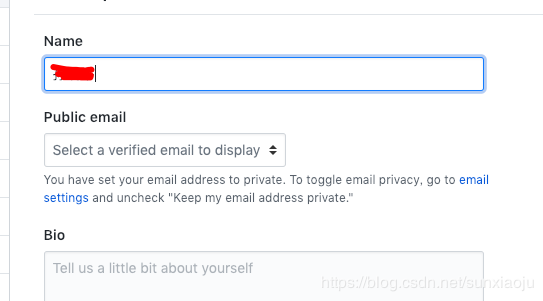 Name
Public email
Select a verified email to display
You have set your email address to private. To toggle email privacy, go to email
settings and uncheck "Keep my email address private."
Bio
Tell us a little bit about yourself
https://blog.csdn.net/sunxiaoju